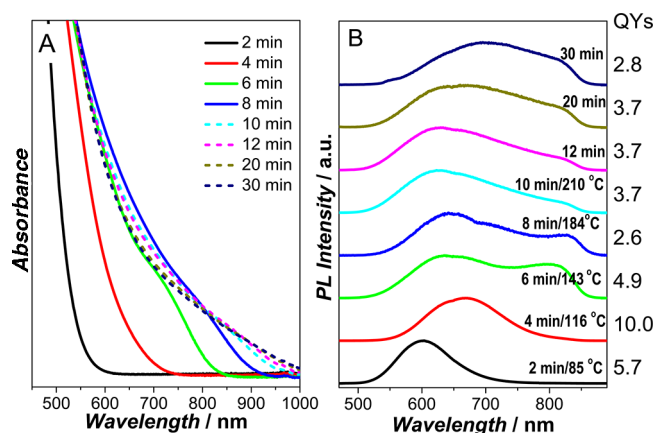 A
2 min
4 min
6 min
8 min
10 min
12 min
20 min
30 min
Absorbance
500 600 700 800 900 1000
Wavelength / nm
B
QYs
30 min
2.8
20 min
3.7
12 min
3.7
10 min/210 °C
3.7
8 min/184°C
2.6
6 min/143 °C
4.9
4 min/116 °C
10.0
2 min/85 °C
5.7
PL Intensity / a.u.
500 600 700 800
Wavelength / nm